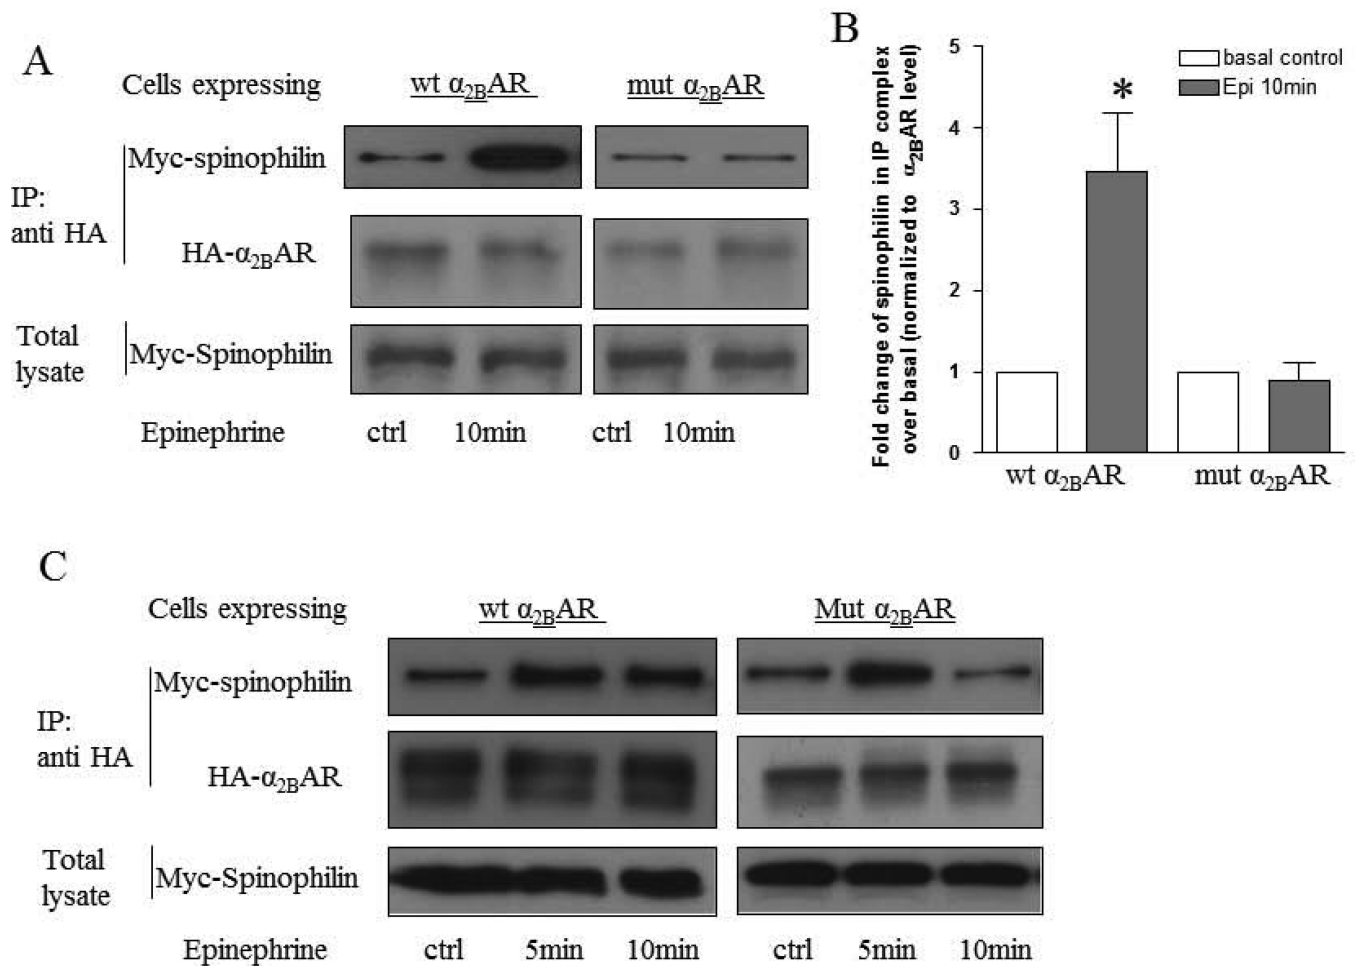 A
Cells expressing
wt α2BAR
mut α2BAR
IP:
anti HA
Myc-spinophilin
HA-α2BAR
Total
lysate
Myc-Spinophilin
Epinephrine
ctrl
10min
ctrl
10min
B
Fold change of spinophilin in IP complex
over basal (normalized to α2BAR level)
5
4
3
2
1
0
basal control
Epi 10min
*
wt α2BAR
mut α2BAR
C
Cells expressing
wt α2BAR
Mut α2BAR
IP:
anti HA
Myc-spinophilin
HA-α2BAR
Total
lysate
Myc-Spinophilin
Epinephrine
ctrl
5min
10min
ctrl
5min
10min